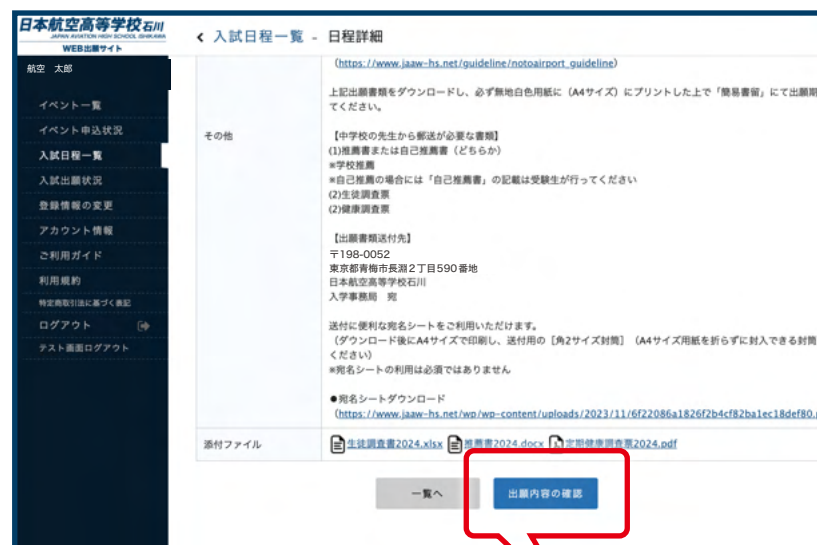 日本航空高等学校石川
JAPAN AVIATION HIGH SCHOOL ISHIKAWA
WEB出願サイト
航空 太郎
イベント一覧
イベント申込状況
入試日程一覧
入試出願状況
登録情報の変更
アカウント情報
ご利用ガイド
利用規約
特定商取引法に基づく表記
ログアウト
テスト画面ログアウト
入試日程一覧 - 日程詳細
（https://www.jaaw-hs.net/guideline/notoairport_guideline）
上記出願書類をダウンロードし、必ず無地白色用紙に（A4サイズ）にプリントした上で「簡易書留」にて出願期
てください。
その他
【中学校の先生から郵送が必要な書類】
(1)推薦書または自己推薦書（どちらか）
※学校推薦
※自己推薦の場合には「自己推薦書」の記載は受験生が行ってください
(2)生徒調査票
(2)健康調査票
【出願書類送付先】
〒198-0052
東京都青梅市長淵2丁目590番地
日本航空高等学校石川
入学事務局 宛
送付に便利な宛名シートをご利用いただけます。
（ダウンロード後にA4サイズで印刷し、送付用の［角2サイズ封筒］（A4サイズ用紙を折らずに封入できる封筒
ください）
※宛名シートの利用は必須ではありません
●宛名シートダウンロード
（https://www.jaaw-hs.net/wp/wp-content/uploads/2023/11/6f22086a1826f2b4cf82ba1ec18def80.
添付ファイル
生徒調査書2024.xlsx 推薦書2024.docx 定期健康調査票2024.pdf
一覧へ
出願内容の確認